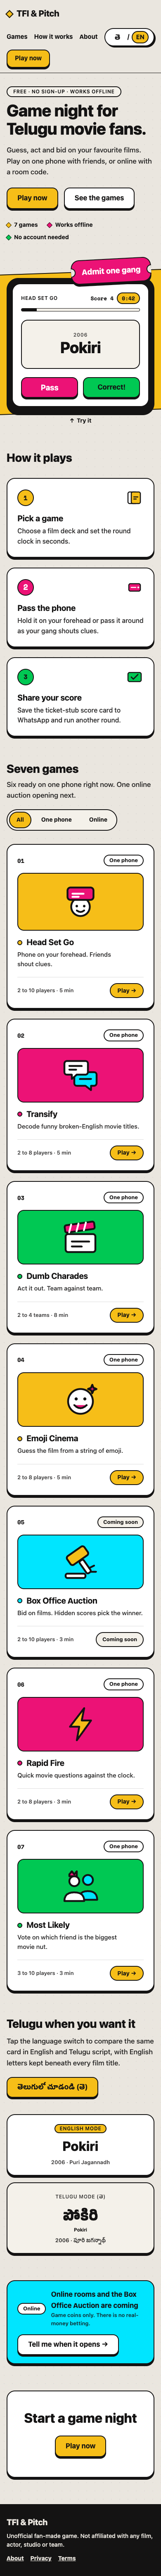 TFI & Pitch
Games How it works About అ / EN
Play now
FREE · NO SIGN-UP · WORKS OFFLINE
Game night for
Telugu movie fans.
Guess, act and bid on your favourite films.
Play on one phone with friends, or online with
a room code.
Play now See the games
7 games Works offline
No account needed
Admit one gang
HEAD SET GO Score 4 0:42
2006
Pokiri
Pass Correct!
↑ Try it
How it plays
1
Pick a game
Choose a film deck and set the round
clock in seconds.
2
Pass the phone
Hold it on your forehead or pass it around
as your gang shouts clues.
3
Share your score
Save the ticket-stub score card to
WhatsApp and run another round.
Seven games
Six ready on one phone right now. One online
auction opening next.
All One phone Online
01 One phone
Head Set Go
Phone on your forehead. Friends
shout clues.
2 to 10 players · 5 min Play →
02 One phone
Transify
Decode funny broken-English movie titles.
2 to 8 players · 5 min Play →
03 One phone
Dumb Charades
Act it out. Team against team.
2 to 4 teams · 8 min Play →
04 One phone
Emoji Cinema
Guess the film from a string of emoji.
2 to 8 players · 5 min Play →
05 Coming soon
Box Office Auction
Bid on films. Hidden scores pick the winner.
2 to 10 players · 3 min Coming soon
06 One phone
Rapid Fire
Quick movie questions against the clock.
2 to 8 players · 3 min Play →
07 One phone
Most Likely
Vote on which friend is the biggest
movie nut.
3 to 10 players · 3 min Play →
Telugu when you want it
Tap the language switch to compare the same
card in English and Telugu script, with English
letters kept beneath every film title.
తెలుగులో చూడండి (తె)
ENGLISH MODE
Pokiri
2006 · Puri Jagannadh
TELUGU MODE (తె)
పోకిరి
Pokiri
2006 · పూరీ జగన్నాథ్
Online
Online rooms and the Box
Office Auction are coming
Game coins only. There is no real-
money betting.
Tell me when it opens →
Start a game night
Play now
TFI & Pitch
Unofficial fan-made game. Not affiliated with any film,
actor, studio or team.
About Privacy Terms